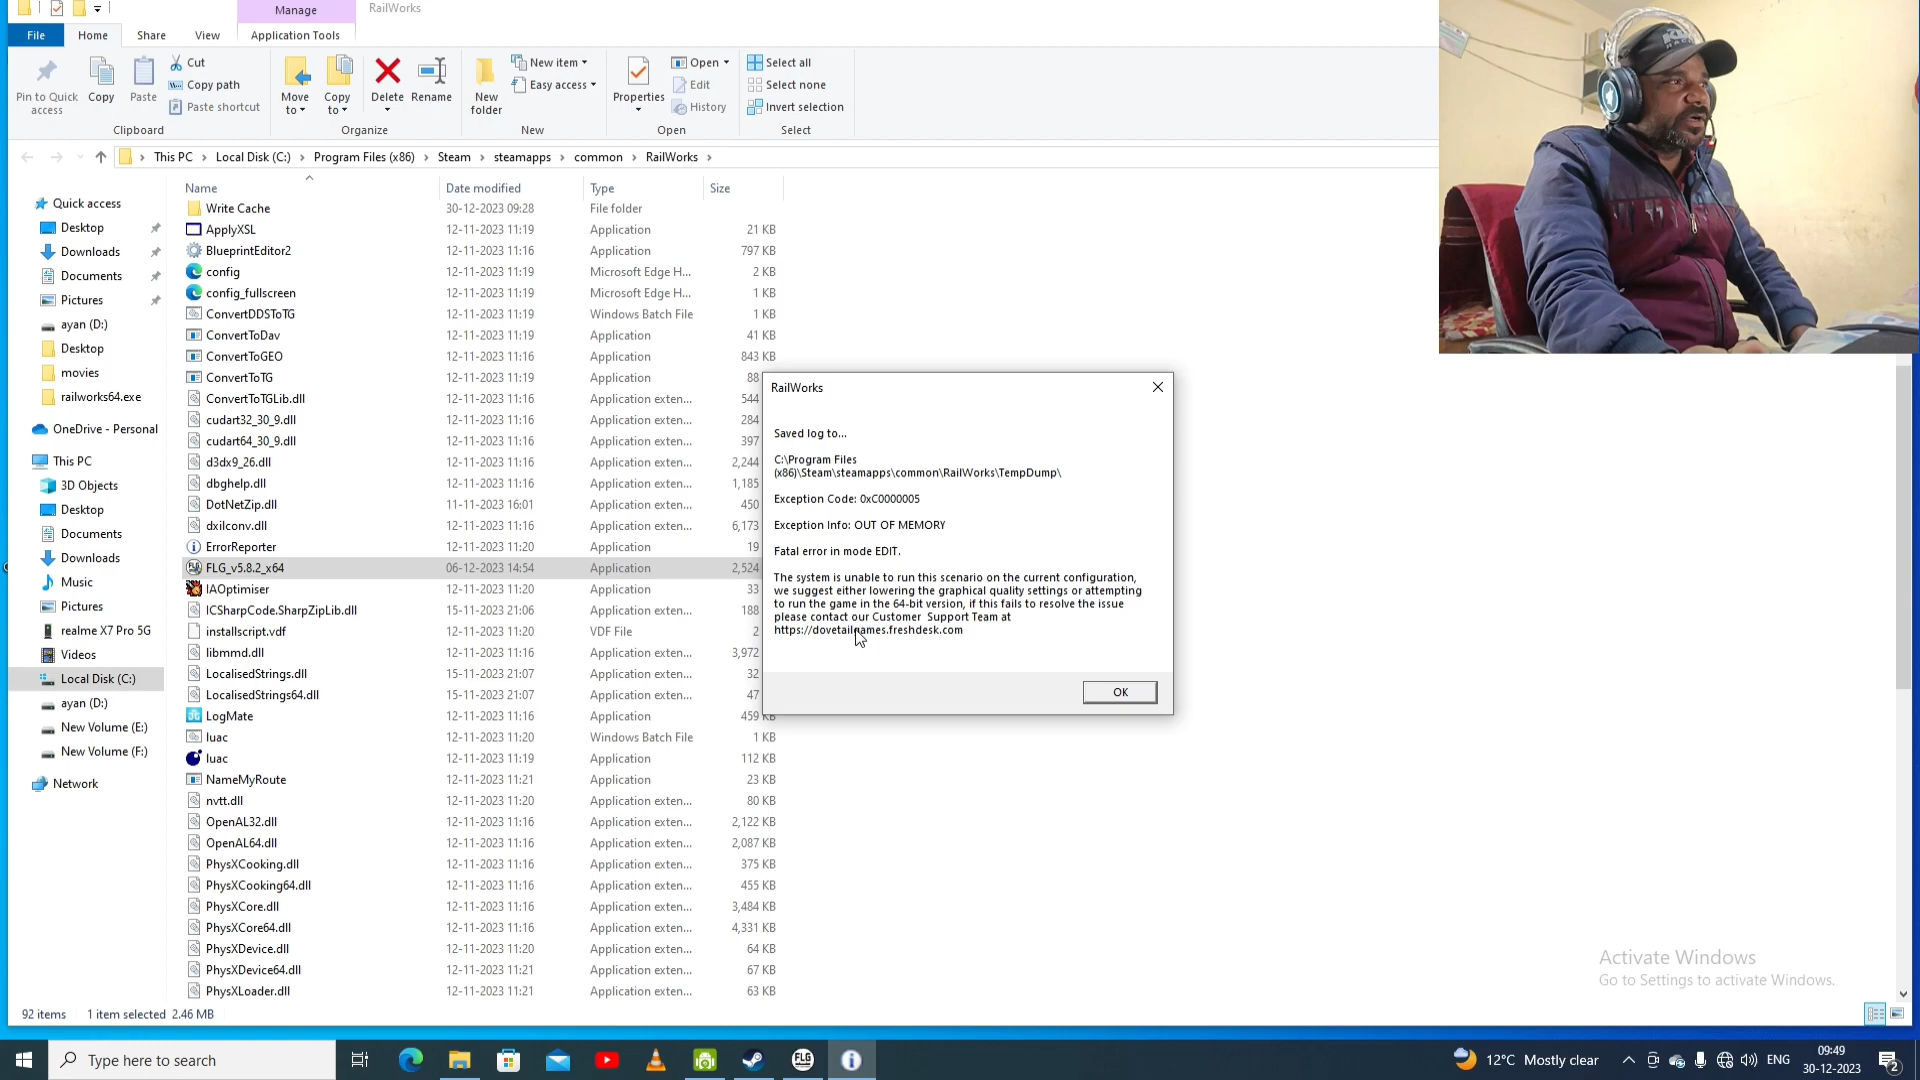 Manage
RailWorks
File
Home
Share
View
Application Tools
Pin to Quick access
Copy
Paste
Cut
Copy path
Paste shortcut
Clipboard
Move to
Copy to
Delete
Rename
Organize
New folder
New item
Easy access
New
Properties
Open
Edit
History
Open
Select all
Select none
Invert selection
Select
This PC
Local Disk (C:)
Program Files (x86)
Steam
steamapps
common
RailWorks
Quick access
Desktop
Downloads
Documents
Pictures
ayan (D:)
Desktop
movies
railworks64.exe
OneDrive - Personal
This PC
3D Objects
Desktop
Documents
Downloads
Music
Pictures
realme X7 Pro 5G
Videos
Local Disk (C:)
ayan (D:)
New Volume (E:)
New Volume (F:)
Network
Name Date modified Type Size
Write Cache 30-12-2023 09:28 File folder
ApplyXSL 12-11-2023 11:19 Application 21 KB
BlueprintEditor2 12-11-2023 11:16 Application 797 KB
config 12-11-2023 11:19 Microsoft Edge H... 2 KB
config_fullscreen 12-11-2023 11:19 Microsoft Edge H... 1 KB
ConvertDDSToTG 12-11-2023 11:19 Windows Batch File 1 KB
ConvertToDav 12-11-2023 11:19 Application 41 KB
ConvertToGEO 12-11-2023 11:16 Application 843 KB
ConvertToTG 12-11-2023 11:19 Application 88
ConvertToTGLib.dll 12-11-2023 11:16 Application exten... 544
cudart32_30_9.dll 12-11-2023 11:16 Application exten... 284
cudart64_30_9.dll 12-11-2023 11:16 Application exten... 397
d3dx9_26.dll 12-11-2023 11:16 Application exten... 2,244
dbghelp.dll 12-11-2023 11:16 Application exten... 1,185
DotNetZip.dll 11-11-2023 16:01 Application exten... 450
dxilconv.dll 12-11-2023 11:16 Application exten... 6,173
ErrorReporter 12-11-2023 11:20 Application 19
FLG_v5.8.2_x64 06-12-2023 14:54 Application 2,524
IAOptimiser 12-11-2023 11:20 Application 33
ICSharpCode.SharpZipLib.dll 15-11-2023 21:06 Application exten... 188
installscript.vdf 12-11-2023 11:20 VDF File 2
libmmd.dll 12-11-2023 11:16 Application exten... 3,972
LocalisedStrings.dll 15-11-2023 21:07 Application exten... 32
LocalisedStrings64.dll 15-11-2023 21:07 Application exten... 47
LogMate 12-11-2023 11:16 Application 459 KB
luac 12-11-2023 11:20 Windows Batch File 1 KB
luac 12-11-2023 11:19 Application 112 KB
NameMyRoute 12-11-2023 11:21 Application 23 KB
nvtt.dll 12-11-2023 11:20 Application exten... 80 KB
OpenAL32.dll 12-11-2023 11:16 Application exten... 2,122 KB
OpenAL64.dll 12-11-2023 11:16 Application exten... 2,087 KB
PhysXCooking.dll 12-11-2023 11:16 Application exten... 375 KB
PhysXCooking64.dll 12-11-2023 11:16 Application exten... 455 KB
PhysXCore.dll 12-11-2023 11:16 Application exten... 3,484 KB
PhysXCore64.dll 12-11-2023 11:16 Application exten... 4,331 KB
PhysXDevice.dll 12-11-2023 11:20 Application exten... 64 KB
PhysXDevice64.dll 12-11-2023 11:21 Application exten... 67 KB
PhysXLoader.dll 12-11-2023 11:21 Application exten... 63 KB
RailWorks
Saved log to...
C:\Program Files
(x86)\Steam\steamapps\common\RailWorks\TempDump\
Exception Code: 0xC0000005
Exception Info: OUT OF MEMORY
Fatal error in mode EDIT.
The system is unable to run this scenario on the current configuration,
we suggest either lowering the graphical quality settings or attempting
to run the game in the 64-bit version, if this fails to resolve the issue
please contact our Customer Support Team at
https://dovetailgames.freshdesk.com
OK
Activate Windows
Go to Settings to activate Windows.
92 items 1 item selected 2.46 MB
Type here to search
FLG
12°C Mostly clear
ENG
09:49
30-12-2023
2